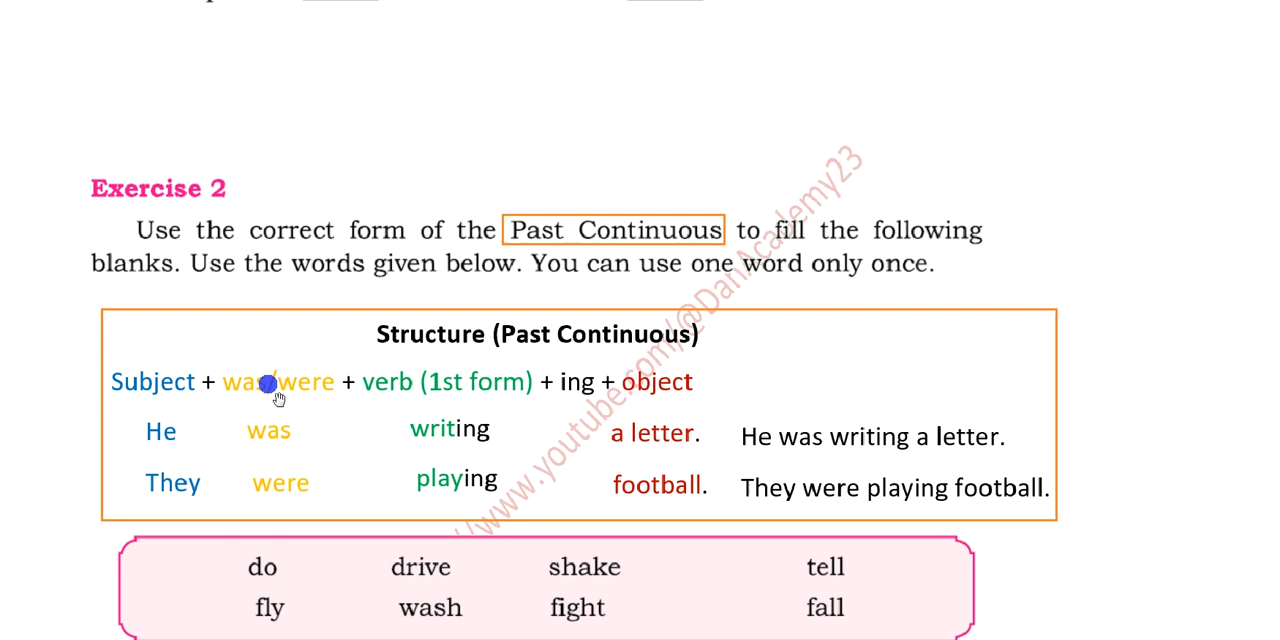 Exercise 2
Use the correct form of the Past Continuous to fill the following
blanks. Use the words given below. You can use one word only once.
Structure (Past Continuous)
Subject + was/were + verb (1st form) + ing + object
He was writing a letter. He was writing a letter.
They were playing football. They were playing football.
do drive shake tell
fly wash fight fall
//www.youtube.com/@DanAcademy23